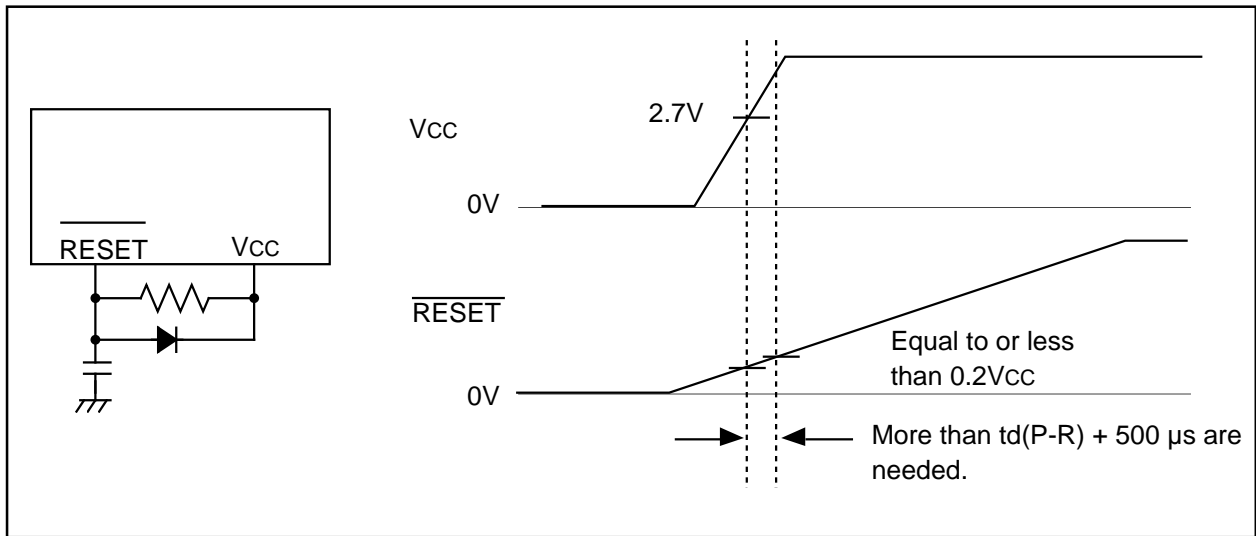 RESET
VCC
VCC
2.7V
0V
RESET
0V
Equal to or less
than 0.2VCC
More than td(P-R) + 500 µs are
needed.